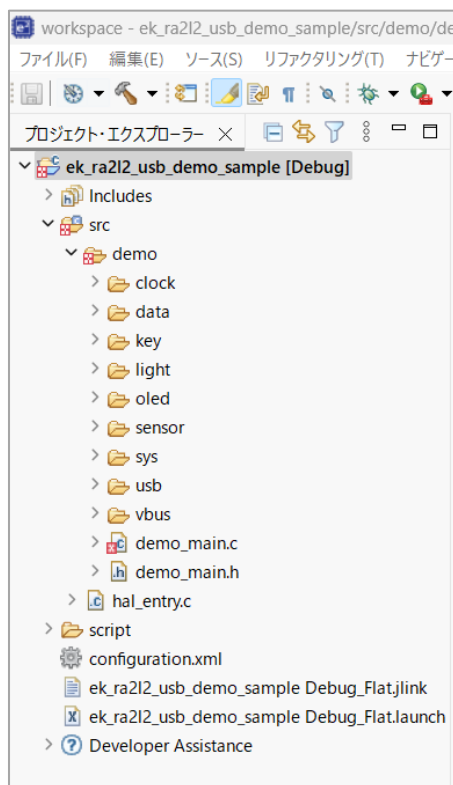 workspace - ek_ra2l2_usb_demo_sample/src/demo/de
ファイル(F) 編集(E) ソース(S) リファクタリング(T) ナビゲー
プロジェクト・エクスプローラー
ek_ra2l2_usb_demo_sample [Debug]
Includes
src
demo
clock
data
key
light
oled
sensor
sys
usb
vbus
demo_main.c
demo_main.h
hal_entry.c
script
configuration.xml
ek_ra2l2_usb_demo_sample Debug_Flat.jlink
ek_ra2l2_usb_demo_sample Debug_Flat.launch
Developer Assistance